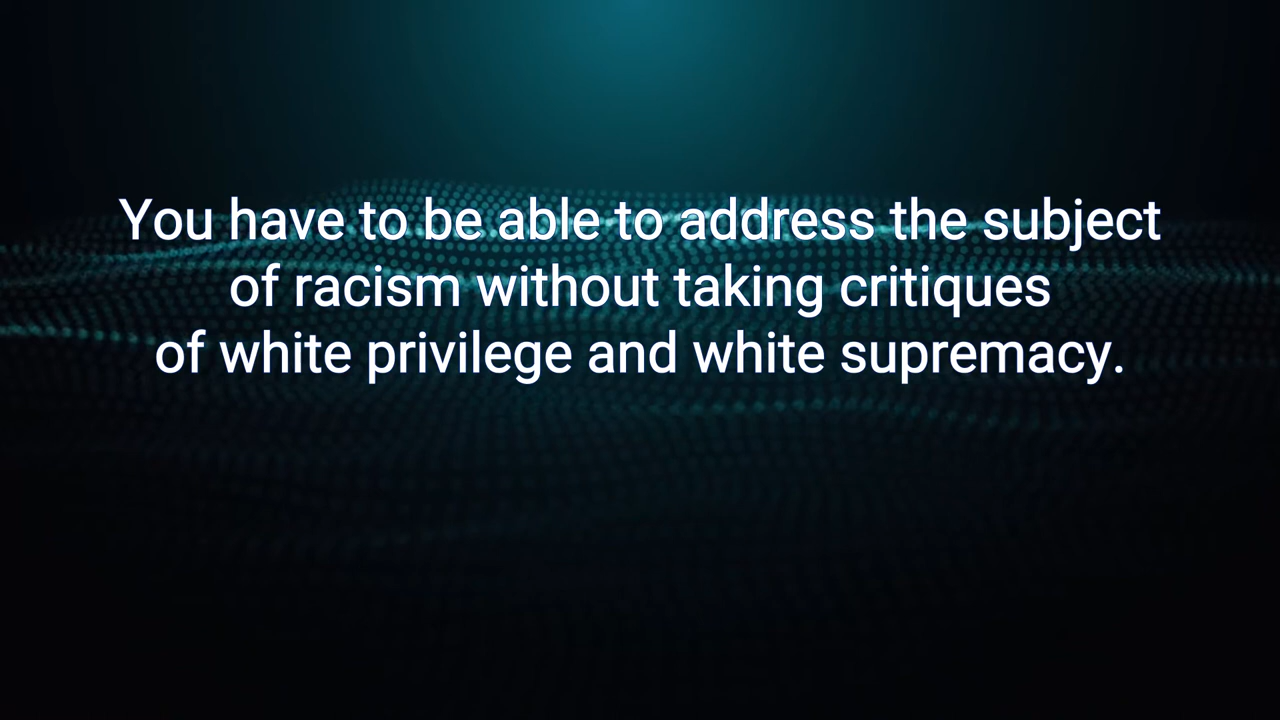 You have to be able to address the subject
of racism without taking critiques
of white privilege and white supremacy.